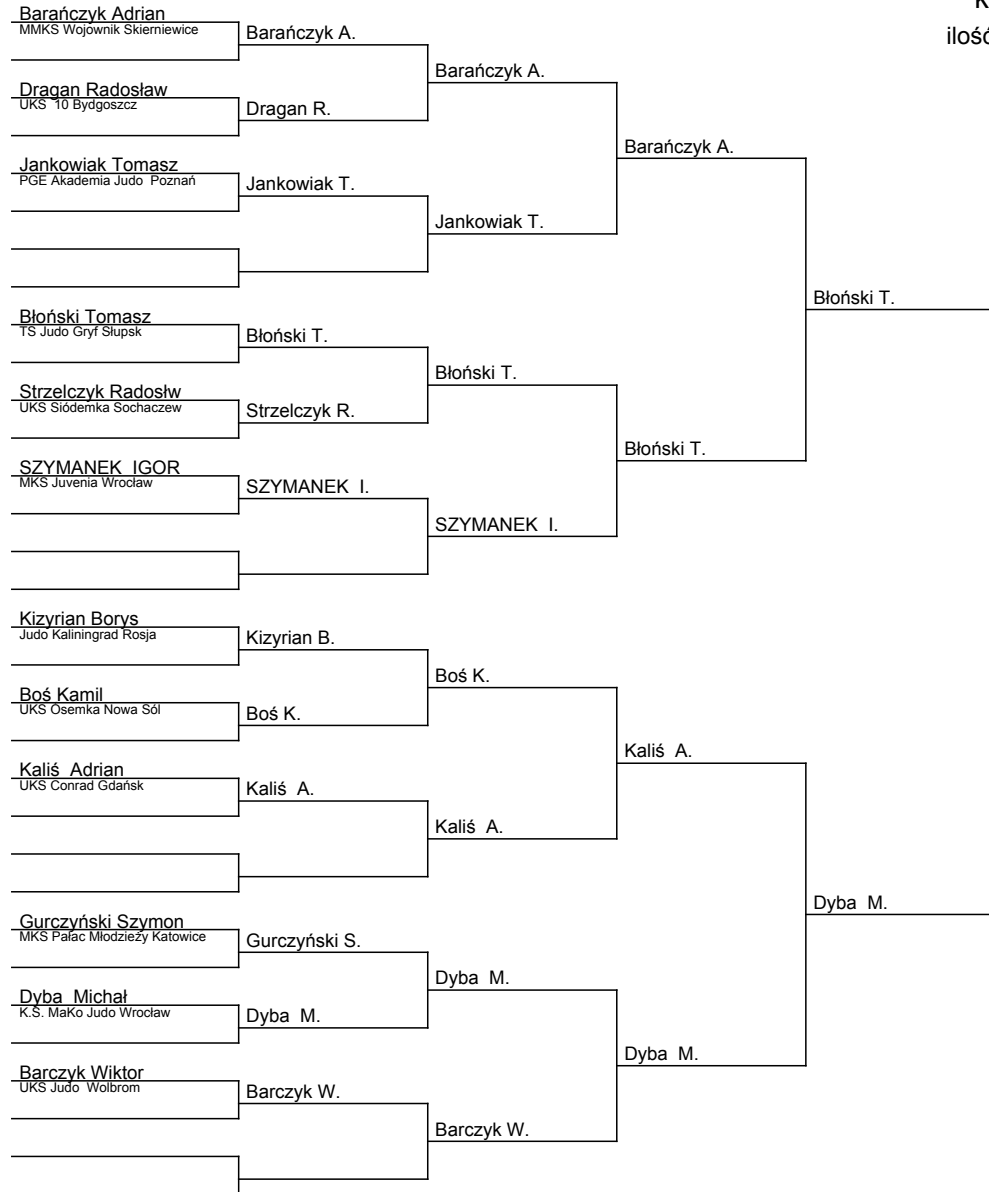 K
ilość
Barańczyk Adrian
MMKS Wojownik Skierniewice
Barańczyk A.
Barańczyk A.
Dragan Radosław
UKS 10 Bydgoszcz
Dragan R.
Barańczyk A.
Jankowiak Tomasz
PGE Akademia Judo Poznań
Jankowiak T.
Jankowiak T.
Błoński T.
Błoński Tomasz
TS Judo Gryf Słupsk
Błoński T.
Błoński T.
Strzelczyk Radosłw
UKS Siódemka Sochaczew
Strzelczyk R.
Błoński T.
SZYMANEK IGOR
MKS Juvenia Wrocław
SZYMANEK I.
SZYMANEK I.
Kizyrian Borys
Judo Kaliningrad Rosja
Kizyrian B.
Boś K.
Boś Kamil
UKS Ósemka Nowa Sól
Boś K.
Kaliś A.
Kaliś Adrian
UKS Conrad Gdańsk
Kaliś A.
Kaliś A.
Dyba M.
Gurczyński Szymon
MKS Pałac Młodzieży Katowice
Gurczyński S.
Dyba M.
Dyba Michał
K.S. MaKo Judo Wrocław
Dyba M.
Dyba M.
Barczyk Wiktor
UKS Judo Wolbrom
Barczyk W.
Barczyk W.